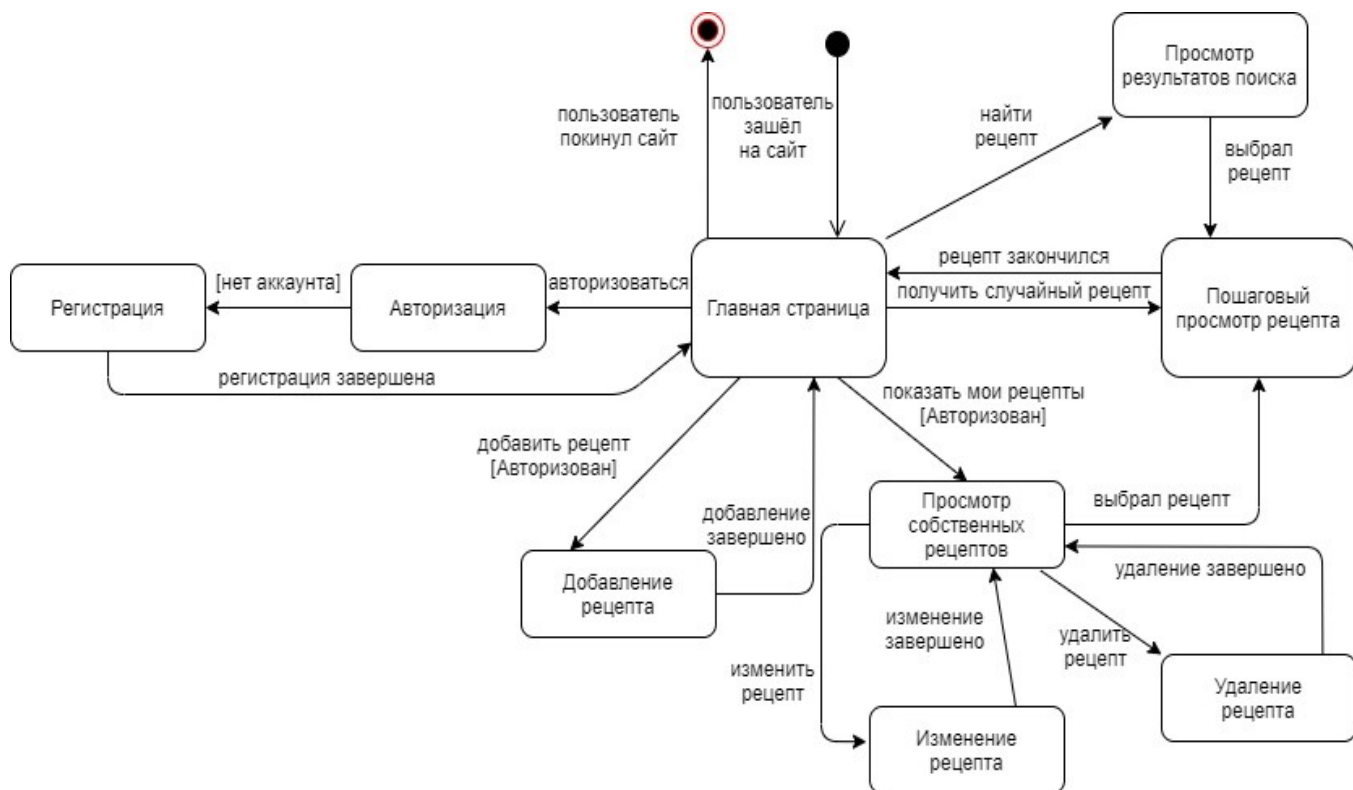 Просмотр
результатов поиска
пользователь
покинул сайт
пользователь
зашёл
на сайт
найти
рецепт
выбрал
рецепт
Регистрация
[нет аккаунта]
Авторизация
авторизоваться
Главная страница
рецепт закончился
получить случайный рецепт
Пошаговый
просмотр рецепта
регистрация завершена
показать мои рецепты
[Авторизован]
добавить рецепт
[Авторизован]
добавление
завершено
Просмотр
собственных
рецептов
выбрал рецепт
Добавление
рецепта
удаление завершено
изменение
завершено
удалить
рецепт
изменить
рецепт
Удаление
рецепта
Изменение
рецепта